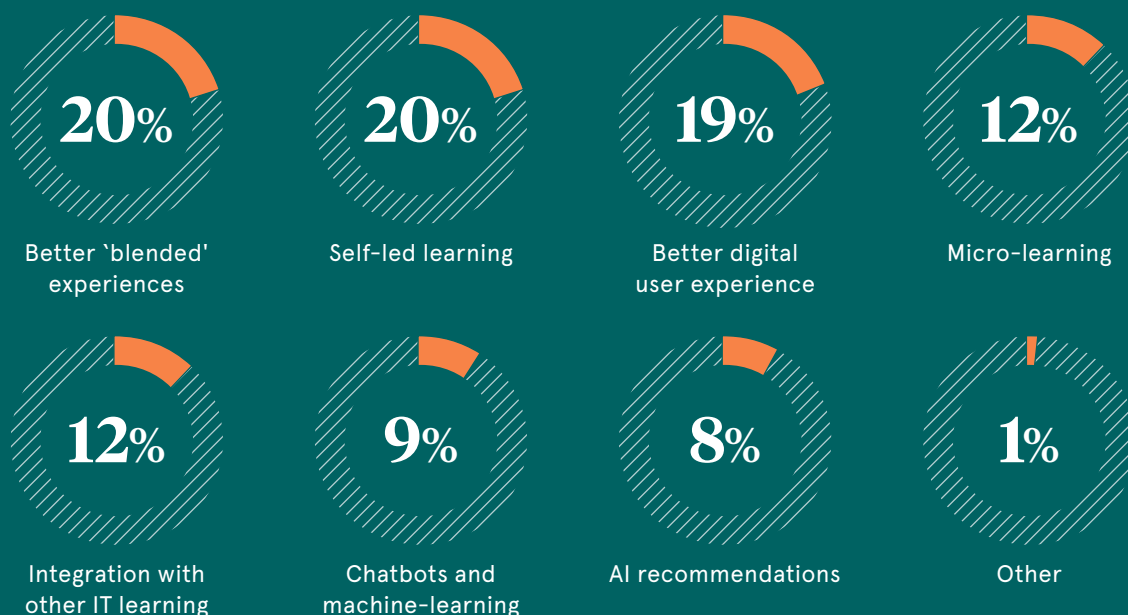 20%
20%
19%
12%
Better `blended'
experiences
Self-led learning
Better digital
user experience
Micro-learning
12%
9%
8%
1%
Integration with
other IT learning
Chatbots and
machine-learning
AI recommendations
Other